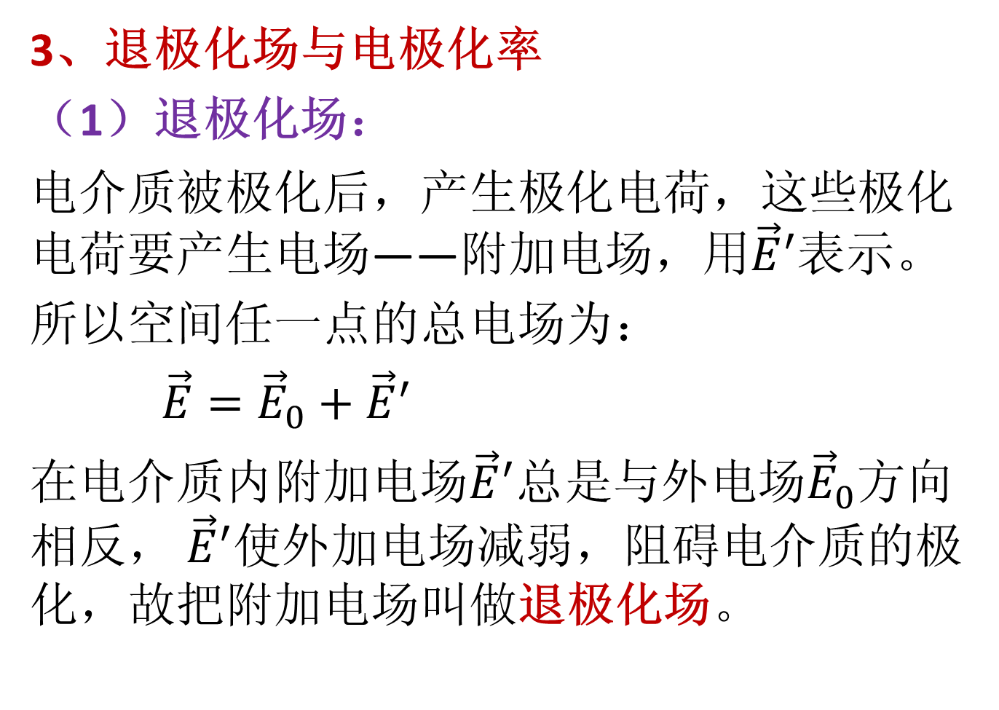 3、退极化场与电极化率
（1）退极化场：
电介质被极化后，产生极化电荷，这些极化
电荷要产生电场——附加电场，用$\vec{E}'$表示。
所以空间任一点的总电场为：
$\vec{E} = \vec{E}_0 + \vec{E}'$
在电介质内附加电场$\vec{E}'$总是与外电场$\vec{E}_0$方向
相反， $\vec{E}'$使外加电场减弱，阻碍电介质的极
化，故把附加电场叫做退极化场。